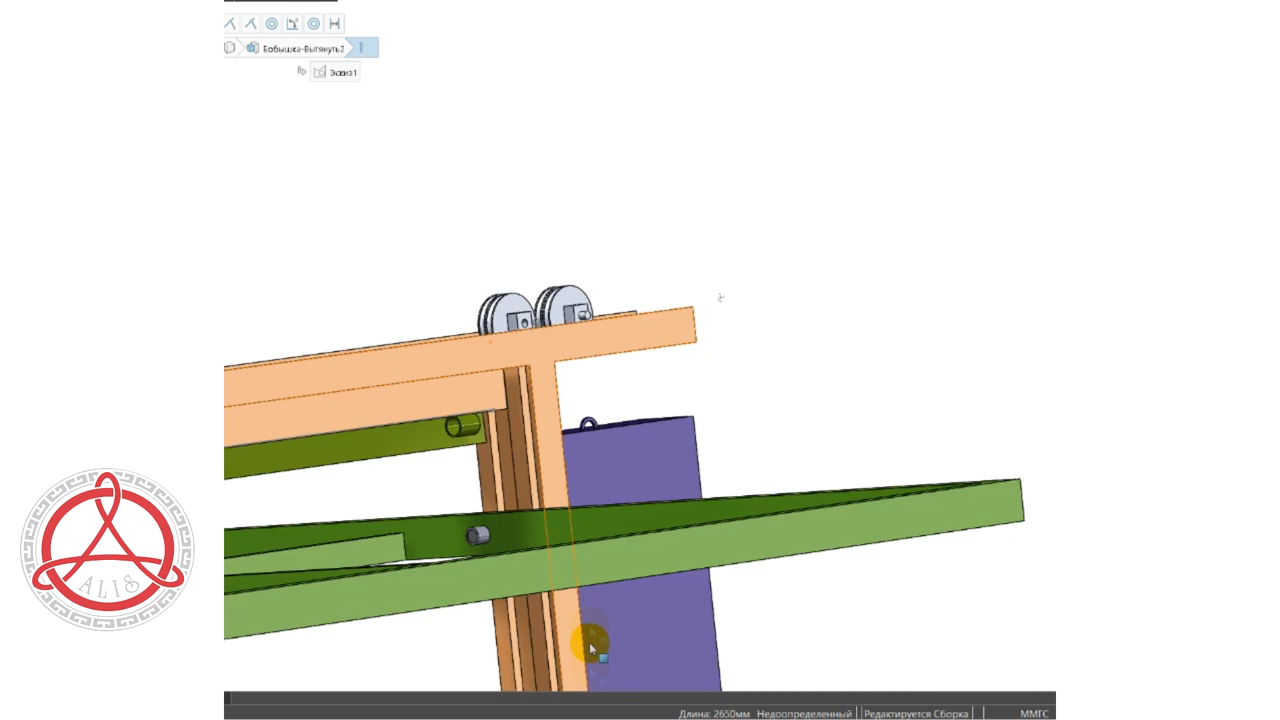 Бобышка-Вытянуть2
Эскиз1
ALIS
Длина: 2650мм Недоопределенный Редактируется Сборка ММГС